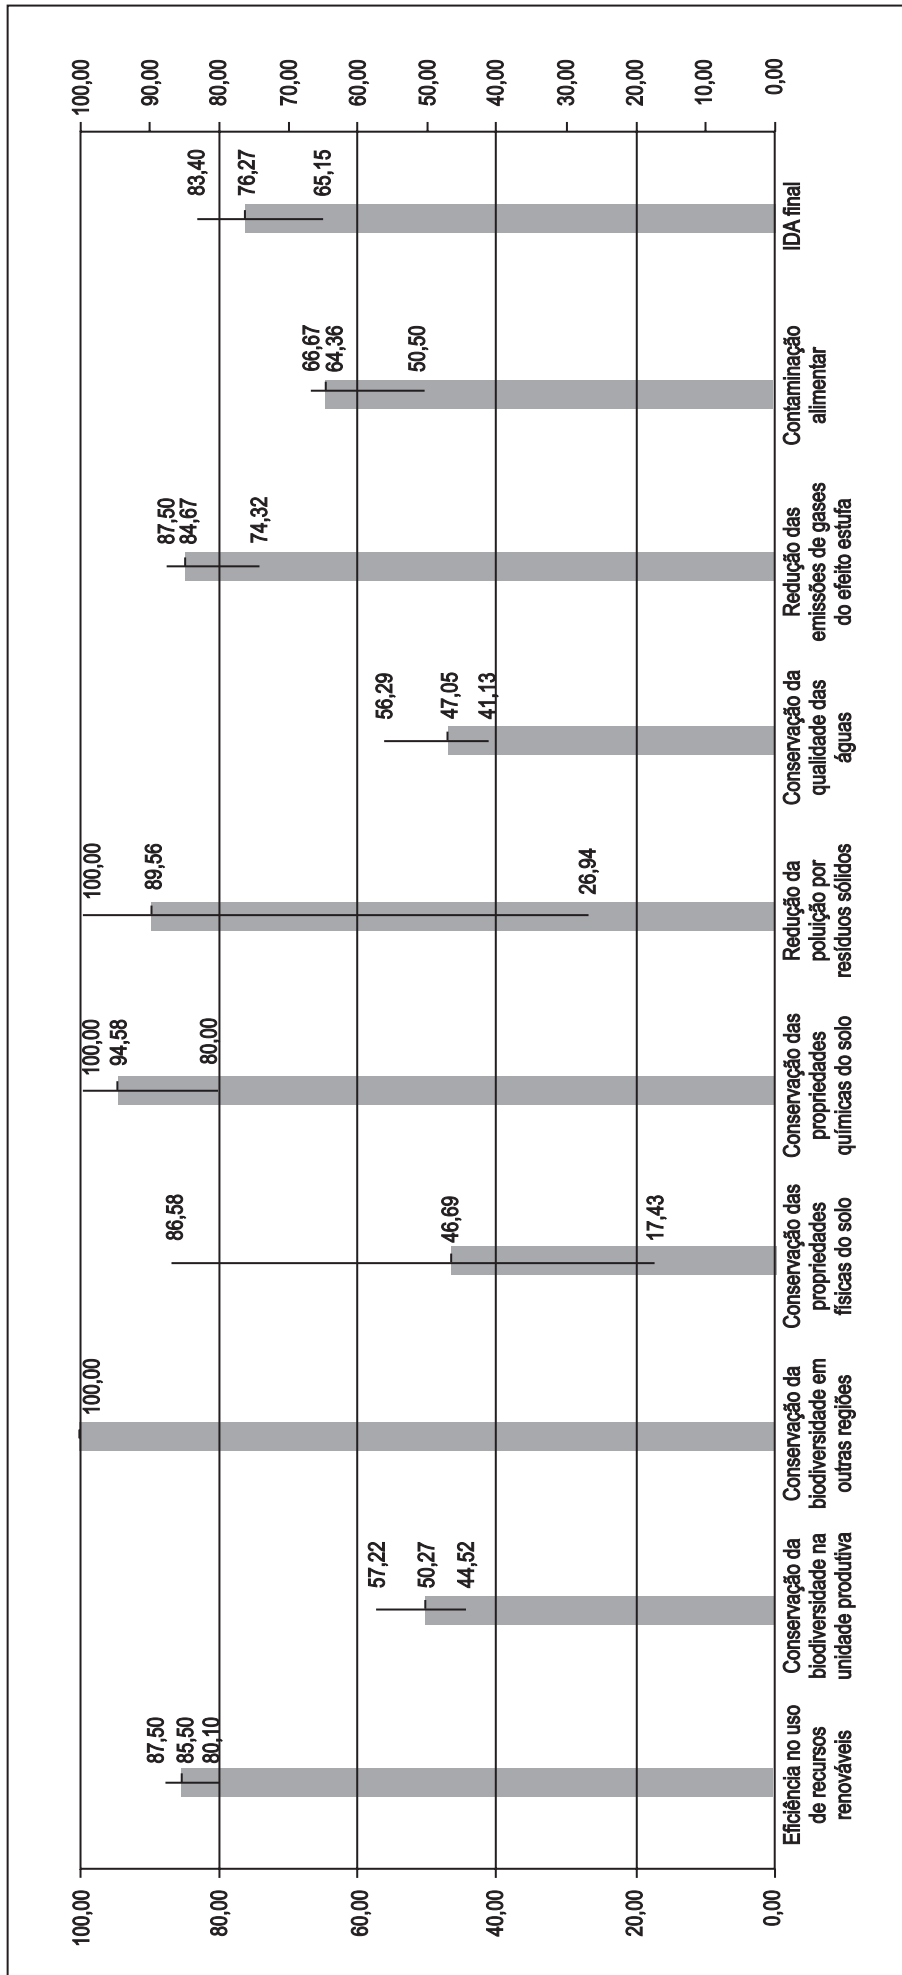 100,00
80,00
60,00
40,00
20,00
0,00
87,50
85,50
80,10
57,22
50,27
44,52
100,00
86,58
46,69
17,43
100,00
94,58
80,00
100,00
89,56
26,94
56,29
47,05
41,13
87,50
84,67
74,32
66,67
64,36
50,50
83,40
76,27
65,15
100,00
90,00
80,00
70,00
60,00
50,00
40,00
30,00
20,00
10,00
0,00
Eficiência no uso
de recursos
renováveis
Conservação da
biodiversidade na
unidade produtiva
Conservação da
biodiversidade em
outras regiões
Conservação das
propriedades
físicas do solo
Conservação das
propriedades
químicas do solo
Redução da
poluição por
resíduos sólidos
Conservação da
qualidade das
águas
Redução das
emissões de gases
do efeito estufa
Contaminação
alimentar
IDA final